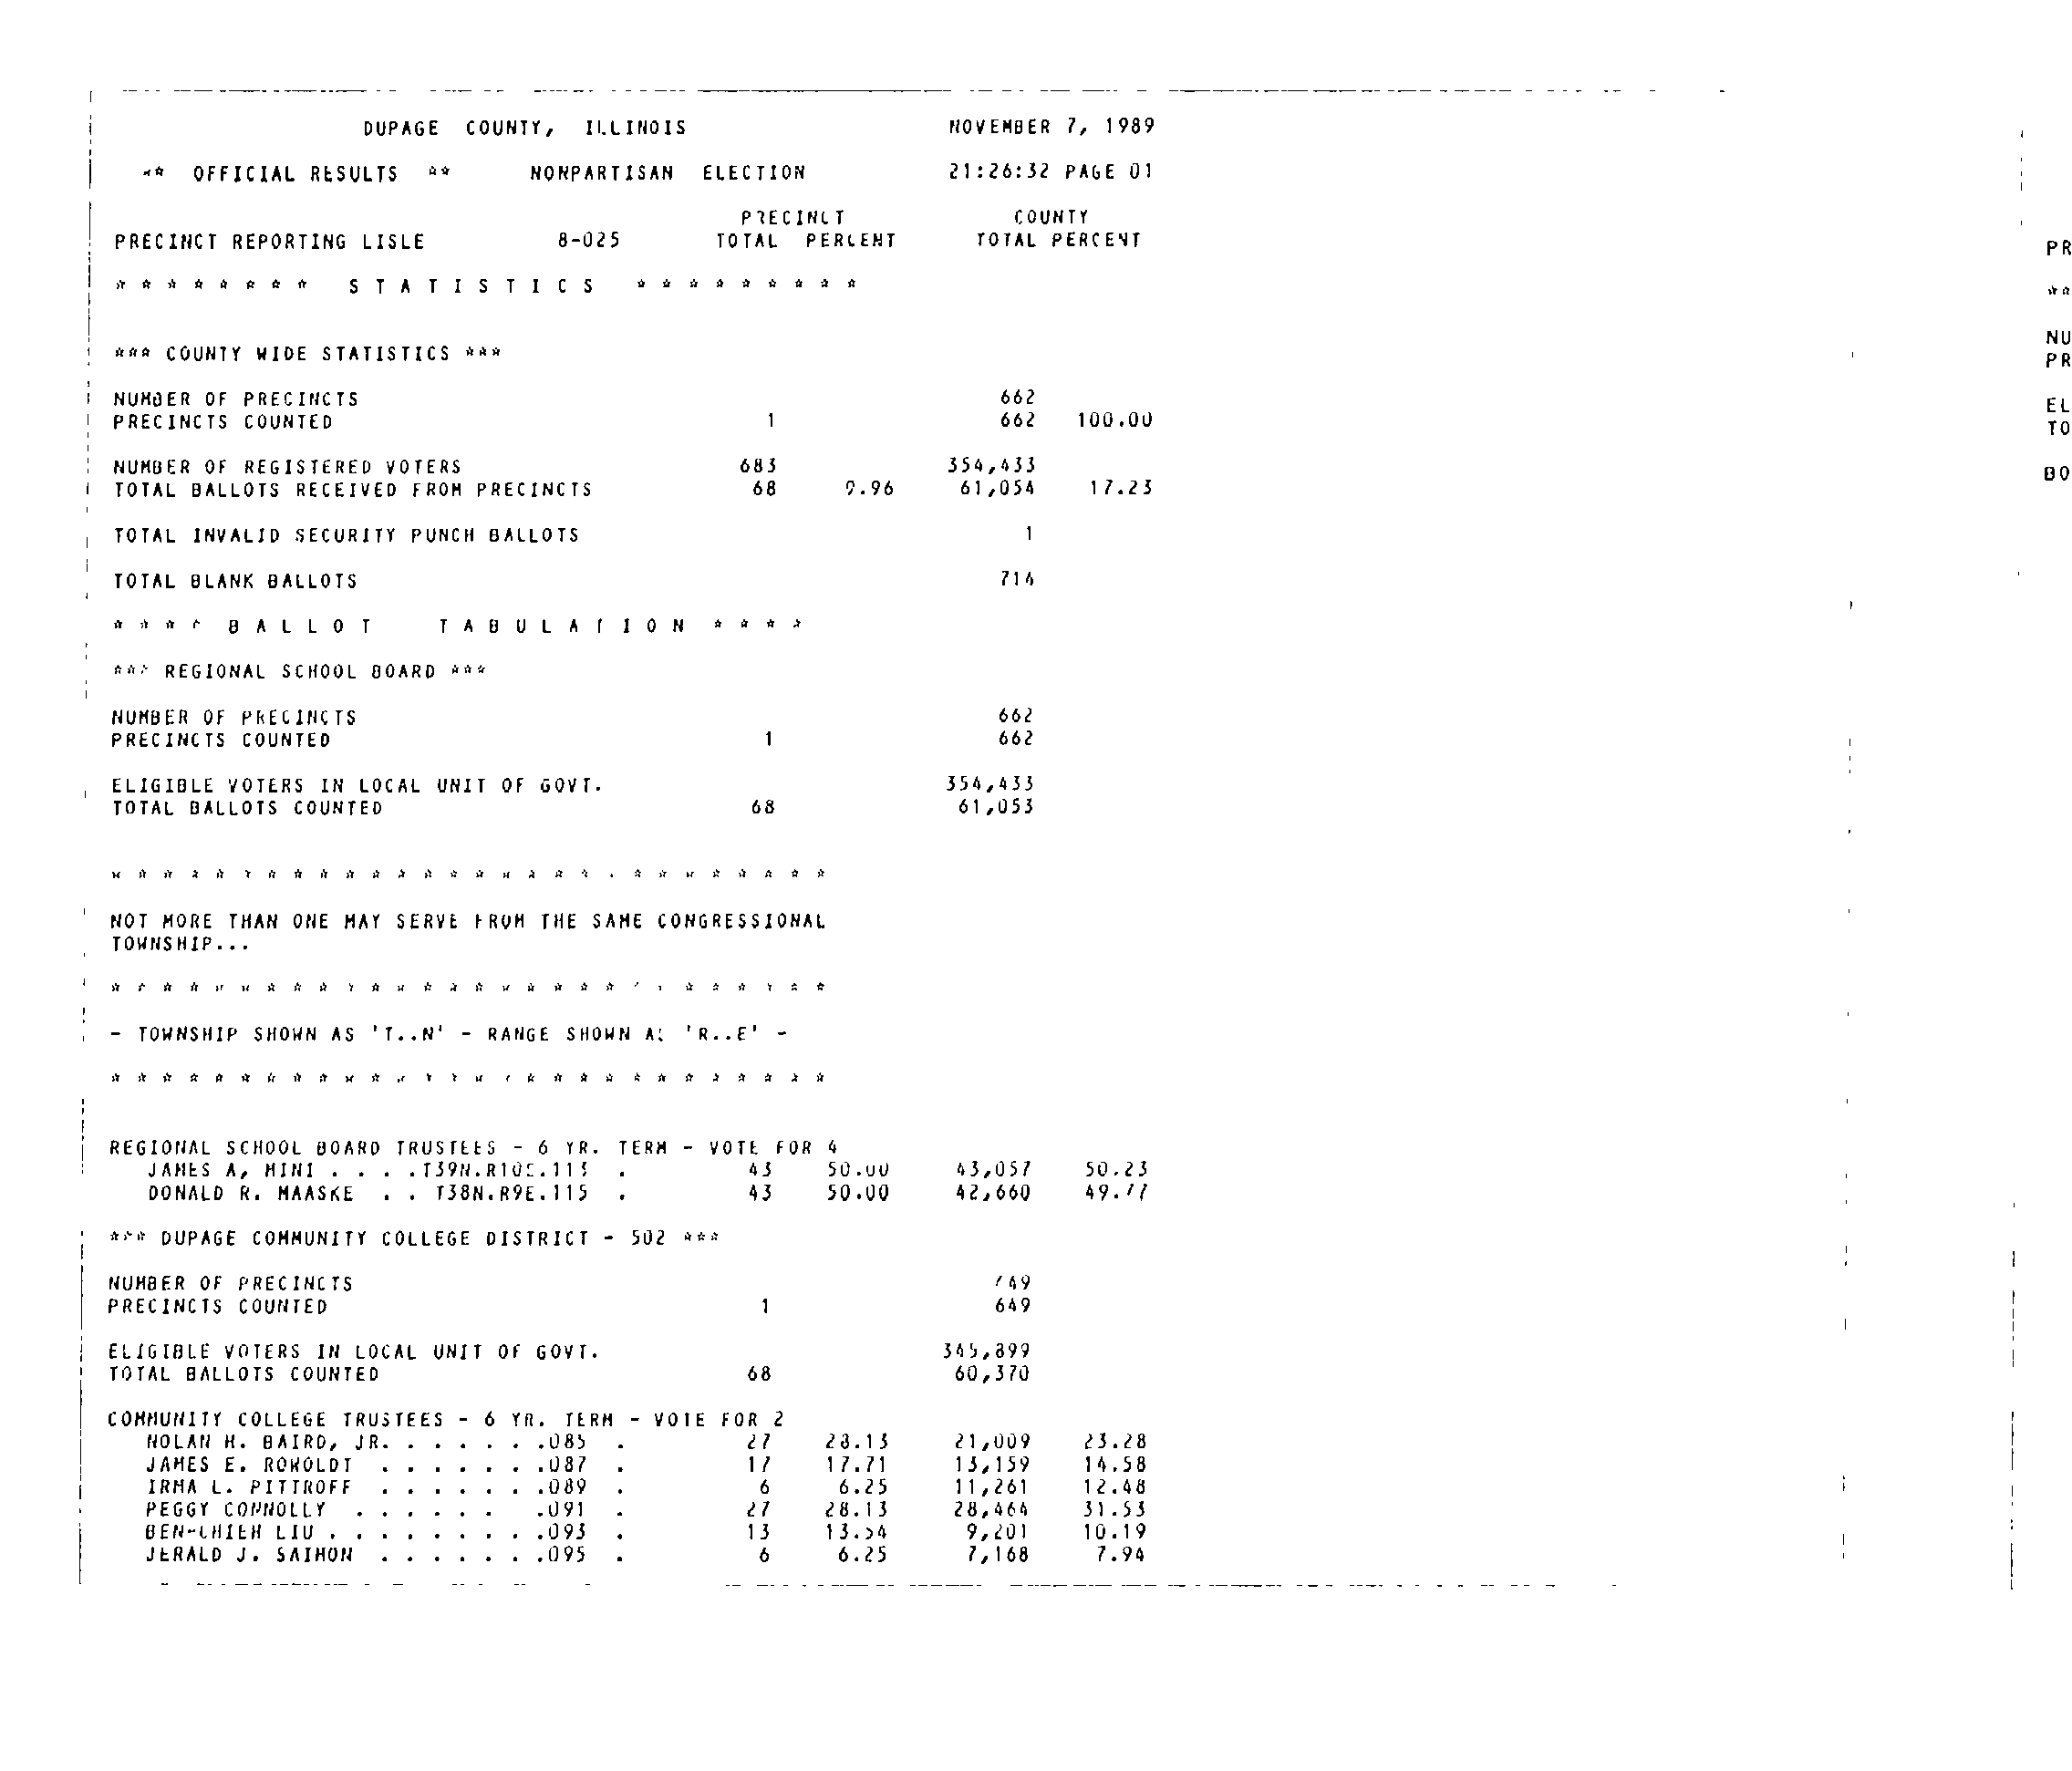 DUPAGE COUNTY, ILLINOIS NOVEMBER 7, 1989
** OFFICIAL RESULTS ** NONPARTISAN ELECTION 21:26:32 PAGE 01
PRECINCT COUNTY
PRECINCT REPORTING LISLE 8-025 TOTAL PERCENT TOTAL PERCENT
* * * * * * * * S T A T I S T I C S * * * * * * * * *
*** COUNTY WIDE STATISTICS ***
NUMBER OF PRECINCTS 662
PRECINCTS COUNTED 1 662 100.00
NUMBER OF REGISTERED VOTERS 683 354,433
TOTAL BALLOTS RECEIVED FROM PRECINCTS 68 9.96 61,054 17.23
TOTAL INVALID SECURITY PUNCH BALLOTS 1
TOTAL BLANK BALLOTS 714
* * * * B A L L O T T A B U L A T I O N * * * *
*** REGIONAL SCHOOL BOARD ***
NUMBER OF PRECINCTS 662
PRECINCTS COUNTED 1 662
ELIGIBLE VOTERS IN LOCAL UNIT OF GOVT. 354,433
TOTAL BALLOTS COUNTED 68 61,053
* * * * * * * * * * * * * * * * * * * * * * * * * * * *
NOT MORE THAN ONE MAY SERVE FROM THE SAME CONGRESSIONAL
TOWNSHIP...
* * * * * * * * * * * * * * * * * * * * * * * * * * * *
- TOWNSHIP SHOWN AS 'T..N' - RANGE SHOWN AS 'R..E' -
* * * * * * * * * * * * * * * * * * * * * * * * * * * *
REGIONAL SCHOOL BOARD TRUSTEES - 6 YR. TERM - VOTE FOR 4
JAMES A, MINI . . . .T39N.R10E.113 . 43 50.00 43,057 50.23
DONALD R. MAASKE . . T38N.R9E.115 . 43 50.00 42,660 49.77
*** DUPAGE COMMUNITY COLLEGE DISTRICT - 502 ***
NUMBER OF PRECINCTS 649
PRECINCTS COUNTED 1 649
ELIGIBLE VOTERS IN LOCAL UNIT OF GOVT. 345,899
TOTAL BALLOTS COUNTED 68 60,370
COMMUNITY COLLEGE TRUSTEES - 6 YR. TERM - VOTE FOR 2
NOLAN H. BAIRD, JR. . . . . . .085 . 27 28.13 21,009 23.28
JAMES E. ROWOLDT . . . . . . .087 . 17 17.71 13,159 14.58
IRMA L. PITTROFF . . . . . . .089 . 6 6.25 11,261 12.48
PEGGY CONNOLLY . . . . . . .091 . 27 28.13 28,464 31.53
BEN-CHIEH LIU . . . . . . . . .093 . 13 13.54 9,201 10.19
JERALD J. SAIMON . . . . . . .095 . 6 6.25 7,168 7.94
PR
**
NU
PR
EL
TO
BO